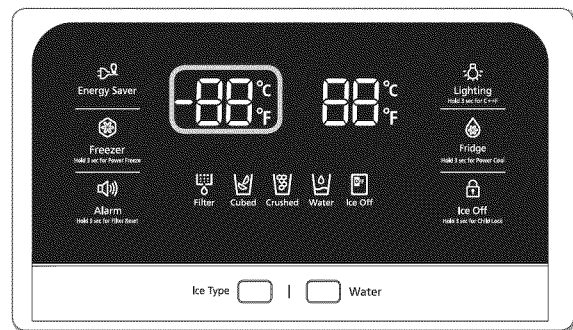 Energy Saver
-88 °C °F
88 °C °F
Lighting
Hold 3 sec for C↔F
Freezer
Hold 3 sec for Power Freeze
Fridge
Hold 3 sec for Power Cool
Alarm
Hold 3 sec for Filter Reset
Filter Cubed Crushed Water Ice Off
Ice Off
Hold 3 sec for Child Lock
Ice Type | Water